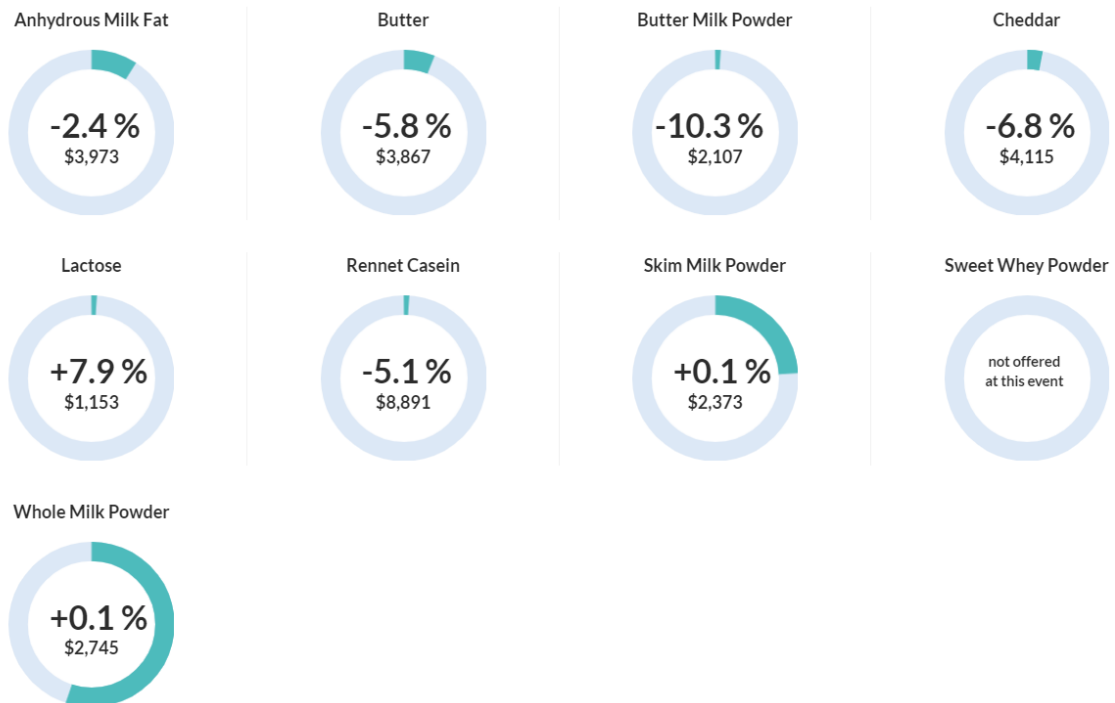 Anhydrous Milk Fat
-2.4 %
$3,973
Butter
-5.8 %
$3,867
Butter Milk Powder
-10.3 %
$2,107
Cheddar
-6.8 %
$4,115
Lactose
+7.9 %
$1,153
Rennet Casein
-5.1 %
$8,891
Skim Milk Powder
+0.1 %
$2,373
Sweet Whey Powder
not offered
at this event
Whole Milk Powder
+0.1 %
$2,745